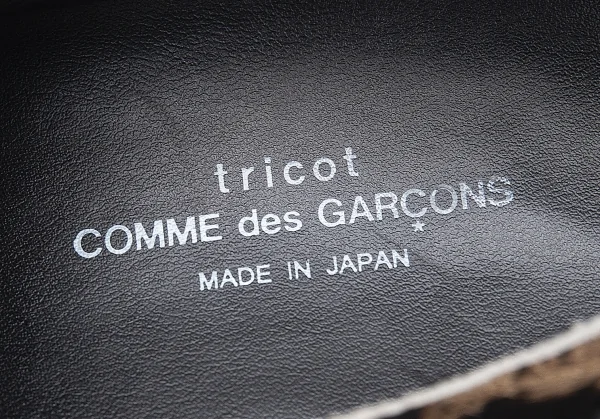 tricot
COMME des GARÇONS
MADE IN JAPAN